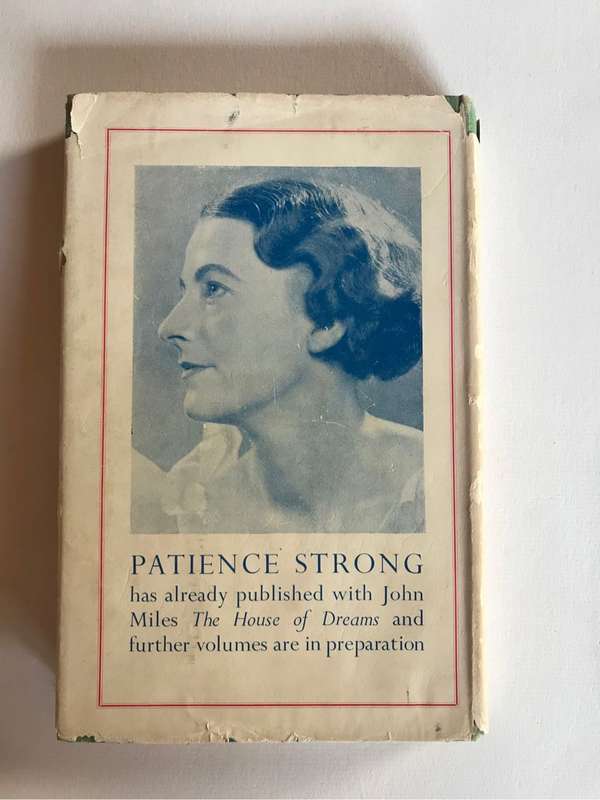 PATIENCE STRONG
has already published with John
Miles The House of Dreams and
further volumes are in preparation